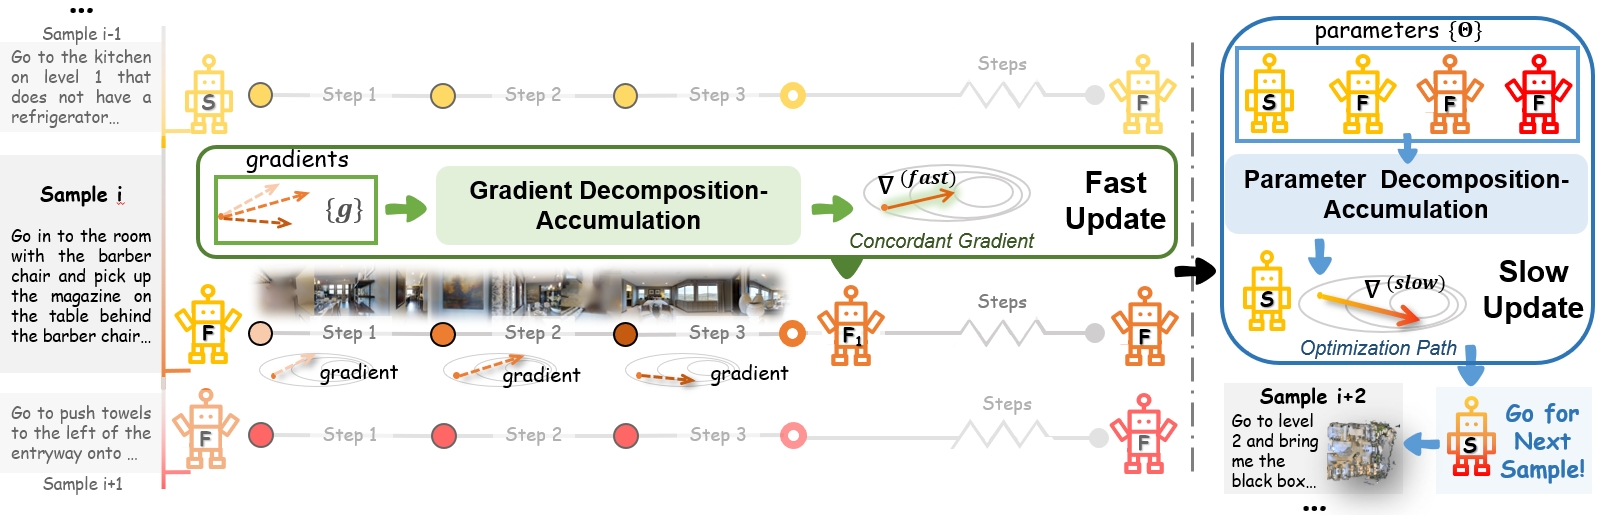 ...
Sample i-1
Go to the kitchen
on level 1 that
does not have a
refrigerator...
S
Step 1
Step 2
Step 3
Steps
F
Sample i
Go in to the room
with the barber
chair and pick up
the magazine on
the table behind
the barber chair...
gradients
{g}
Gradient Decomposition-
Accumulation
∇ (fast)
Concordant Gradient
Fast
Update
F
Step 1
Step 2
Step 3
F1
Steps
F
gradient
gradient
gradient
Go to push towels
to the left of the
entryway onto ...
Sample i+1
F
Step 1
Step 2
Step 3
Steps
F
parameters {Θ}
S
F
F
F
Parameter Decomposition-
Accumulation
S
∇ (slow)
Optimization Path
Slow
Update
Sample i+2
Go to level
2 and bring
me the
black box...
S
Go for
Next
Sample!
...